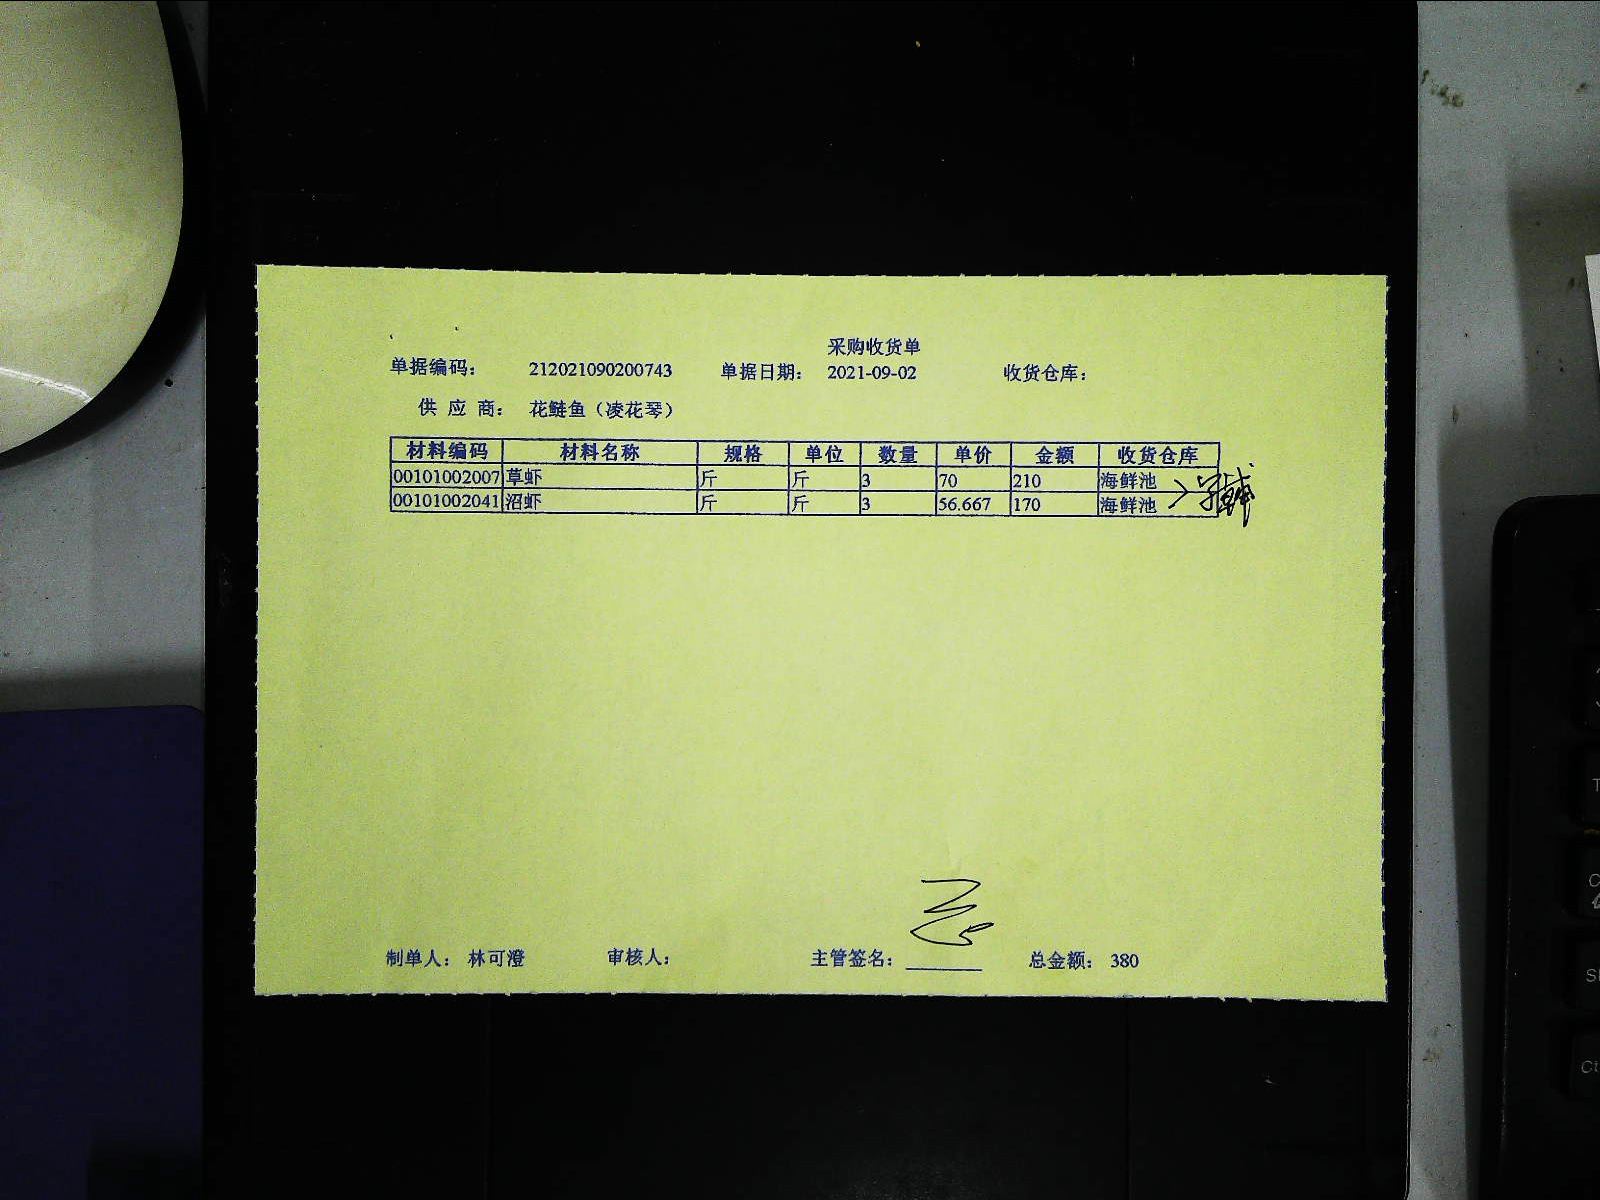 采购收货单
单据编码： 212021090200743 单据日期： 2021-09-02 收货仓库：
供 应 商： 花鲢鱼（凌花琴）
材料编码 材料名称 规格 单位 数量 单价 金额 收货仓库
00101002007 草虾 斤 斤 3 70 210 海鲜池
00101002041 沼虾 斤 斤 3 56.667 170 海鲜池
制单人： 林可澄 审核人： 主管签名： 总金额： 380